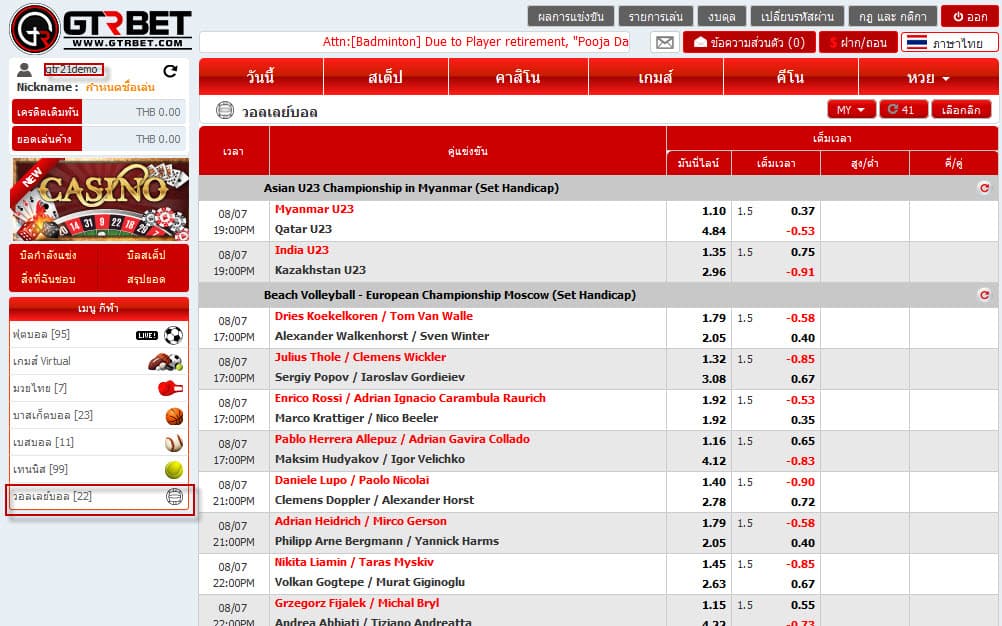 GTRBET
WWW.GTRBET.COM
ผลการแข่งขัน รายการเล่น งบดุล เปลี่ยนรหัสผ่าน กฎ และ กติกา ออก
Attn:[Badminton] Due to Player retirement, "Pooja Da
ข้อความส่วนตัว (0) $ ฝาก/ถอน ภาษาไทย
gtr21demo
Nickname : กำหนดชื่อเล่น
เครดิตเดิมพัน THB 0.00
ยอดเล่นค้าง THB 0.00
NEW
CASINO
14 31 9 22 18
บิลกำลังแข่ง บิลสเต็ป
สิ่งที่ฉันชอบ สรุปยอด
เมนู กีฬา
ฟุตบอล [95] LIVE!
เกมส์ Virtual
มวยไทย [7]
บาสเก็ตบอล [23]
เบสบอล [11]
เทนนิส [99]
วอลเลย์บอล [22]
วันนี้ สเต็ป คาสิโน เกมส์ คีโน หวย
วอลเลย์บอล MY 41 เลือกลีก
เวลา คู่แข่งขัน เต็มเวลา
มันนี่ไลน์ เต็มเวลา สูง/ต่ำ คี่/คู่
Asian U23 Championship in Myanmar (Set Handicap)
08/07 Myanmar U23 1.10 1.5 0.37
19:00PM Qatar U23 4.84 -0.53
08/07 India U23 1.35 1.5 0.75
19:00PM Kazakhstan U23 2.96 -0.91
Beach Volleyball - European Championship Moscow (Set Handicap)
08/07 Dries Koekelkoren / Tom Van Walle 1.79 1.5 -0.58
17:00PM Alexander Walkenhorst / Sven Winter 2.05 0.40
08/07 Julius Thole / Clemens Wickler 1.32 1.5 -0.85
17:00PM Sergiy Popov / Iaroslav Gordieiev 3.08 0.67
08/07 Enrico Rossi / Adrian Ignacio Carambula Raurich 1.92 1.5 -0.53
17:00PM Marco Krattiger / Nico Beeler 1.92 0.35
08/07 Pablo Herrera Allepuz / Adrian Gavira Collado 1.16 1.5 0.65
17:00PM Maksim Hudyakov / Igor Velichko 4.12 -0.83
08/07 Daniele Lupo / Paolo Nicolai 1.40 1.5 -0.90
21:00PM Clemens Doppler / Alexander Horst 2.78 0.72
08/07 Adrian Heidrich / Mirco Gerson 1.79 1.5 -0.58
21:00PM Philipp Arne Bergmann / Yannick Harms 2.05 0.40
08/07 Nikita Liamin / Taras Myskiv 1.45 1.5 -0.85
22:00PM Volkan Gogtepe / Murat Giginoglu 2.63 0.67
08/07 Grzegorz Fijalek / Michal Bryl 1.15 1.5 0.55
22:00PM Andrea Abbiati / Tiziano Andreatta 4.22 -0.73